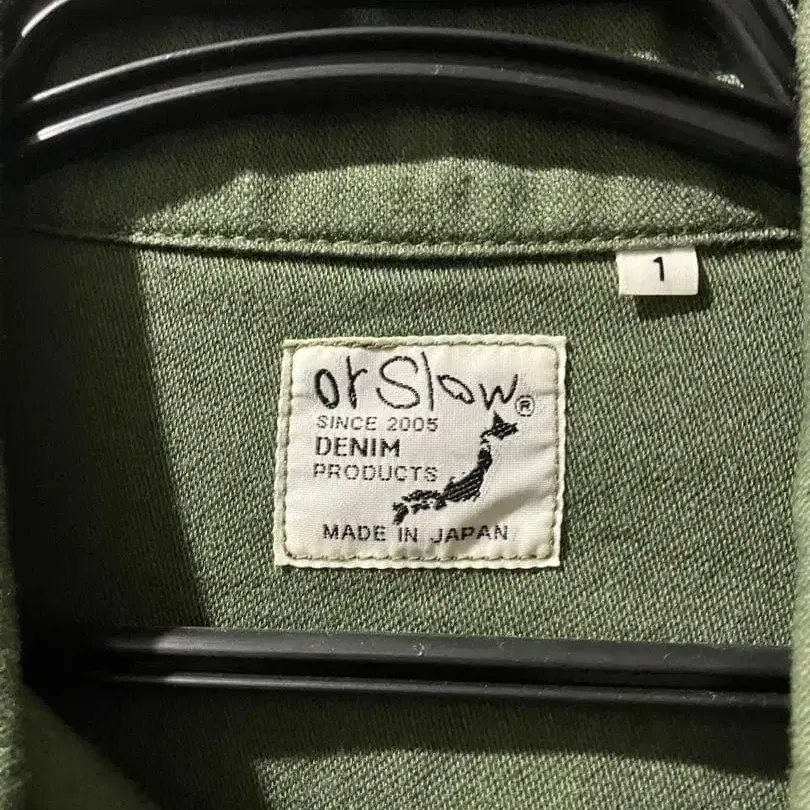 1
orSlow®
SINCE 2005
DENIM
PRODUCTS
MADE IN JAPAN